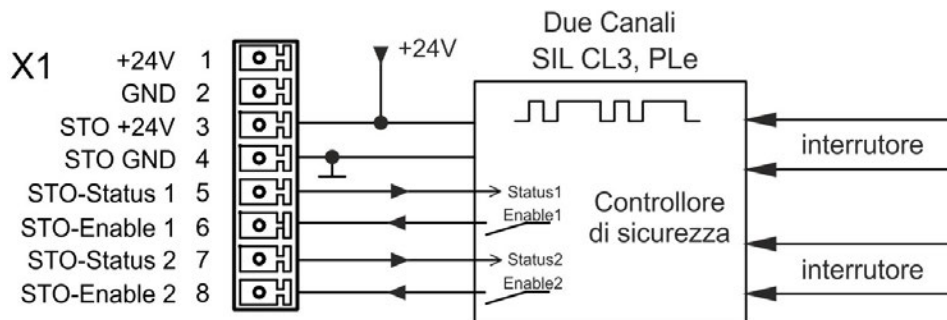 Due Canali
SIL CL3, PLe
+24V
X1
+24V 1
GND 2
STO +24V 3
STO GND 4
STO-Status 1 5
STO-Enable 1 6
STO-Status 2 7
STO-Enable 2 8
Status1
Enable1
Status2
Enable2
Controllore
di sicurezza
interrutore
interrutore